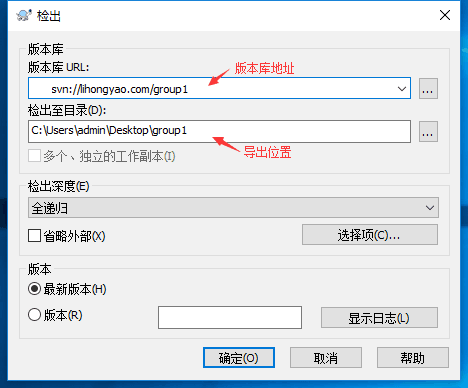 检出
版本库
版本库 URL:
svn://lihongyao.com/group1
版本库地址
...
检出至目录(D):
C:\Users\admin\Desktop\group1
...
导出位置
多个、独立的工作副本(I)
检出深度(E)
全递归
省略外部(X)
选择项(C)...
版本
最新版本(H)
版本(R)
显示日志(L)
确定(O)
取消
帮助